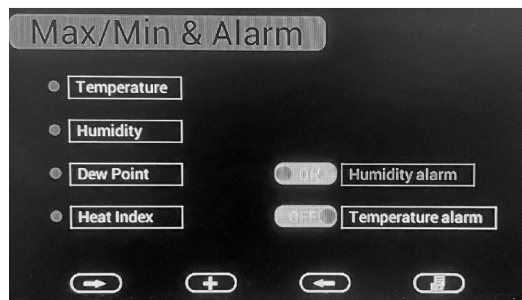 Max/Min & Alarm
Temperature
Humidity
Dew Point
ON Humidity alarm
Heat Index
OFF Temperature alarm